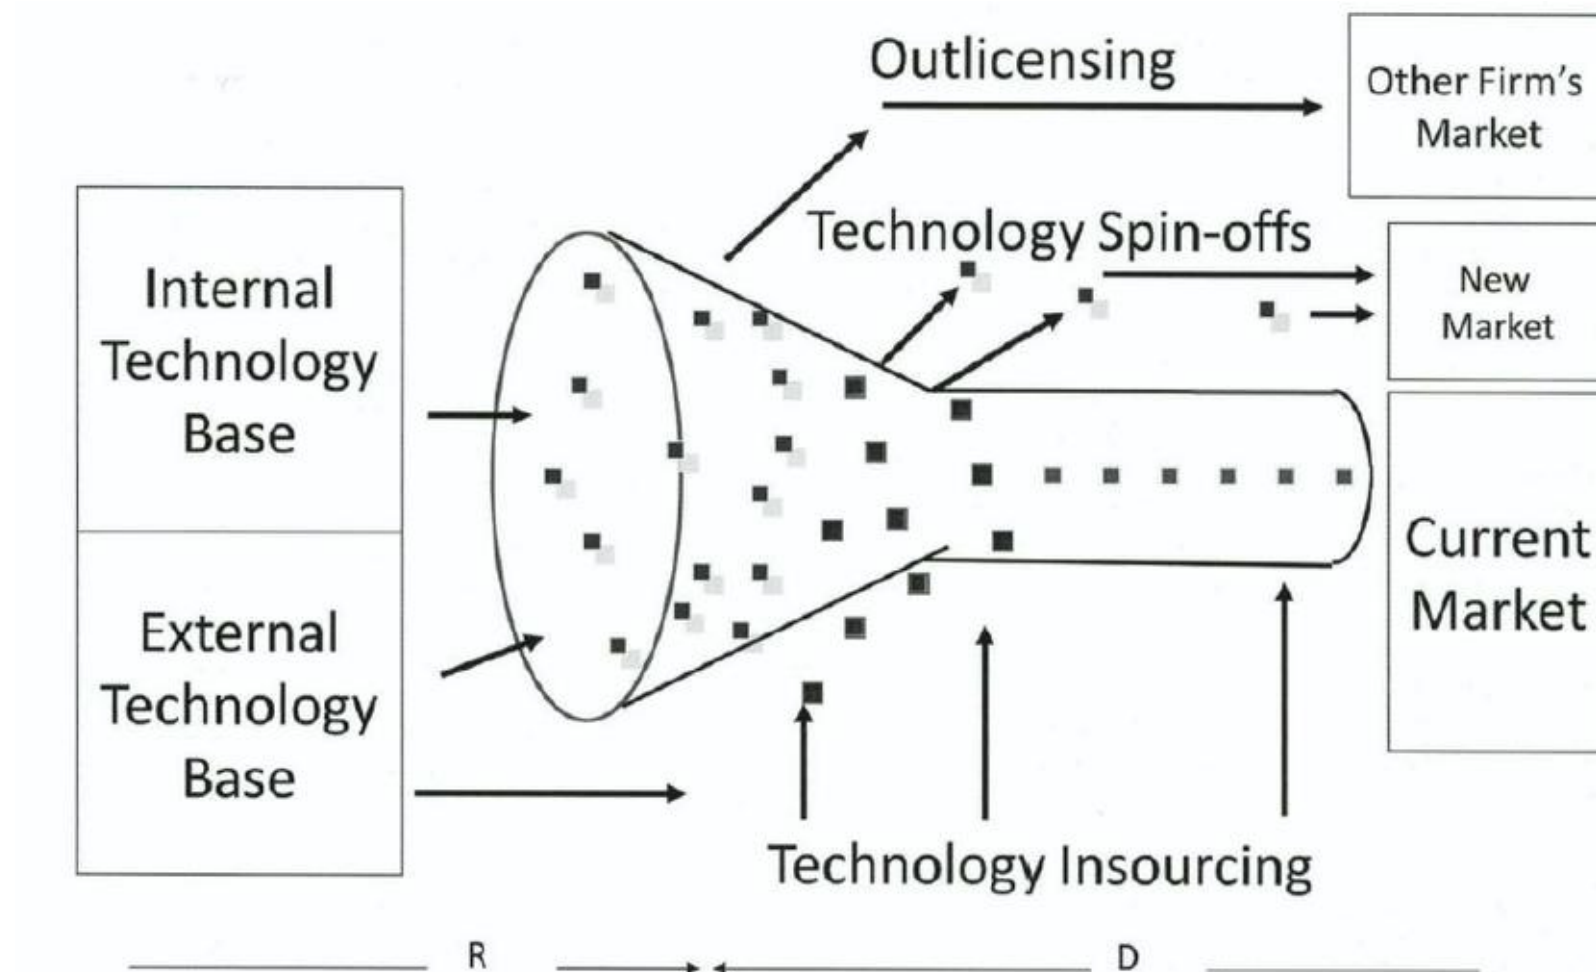 Outlicensing
Other Firm's
Market
Internal
Technology
Base
Technology Spin-offs
New
Market
External
Technology
Base
Current
Market
Technology Insourcing
R
D